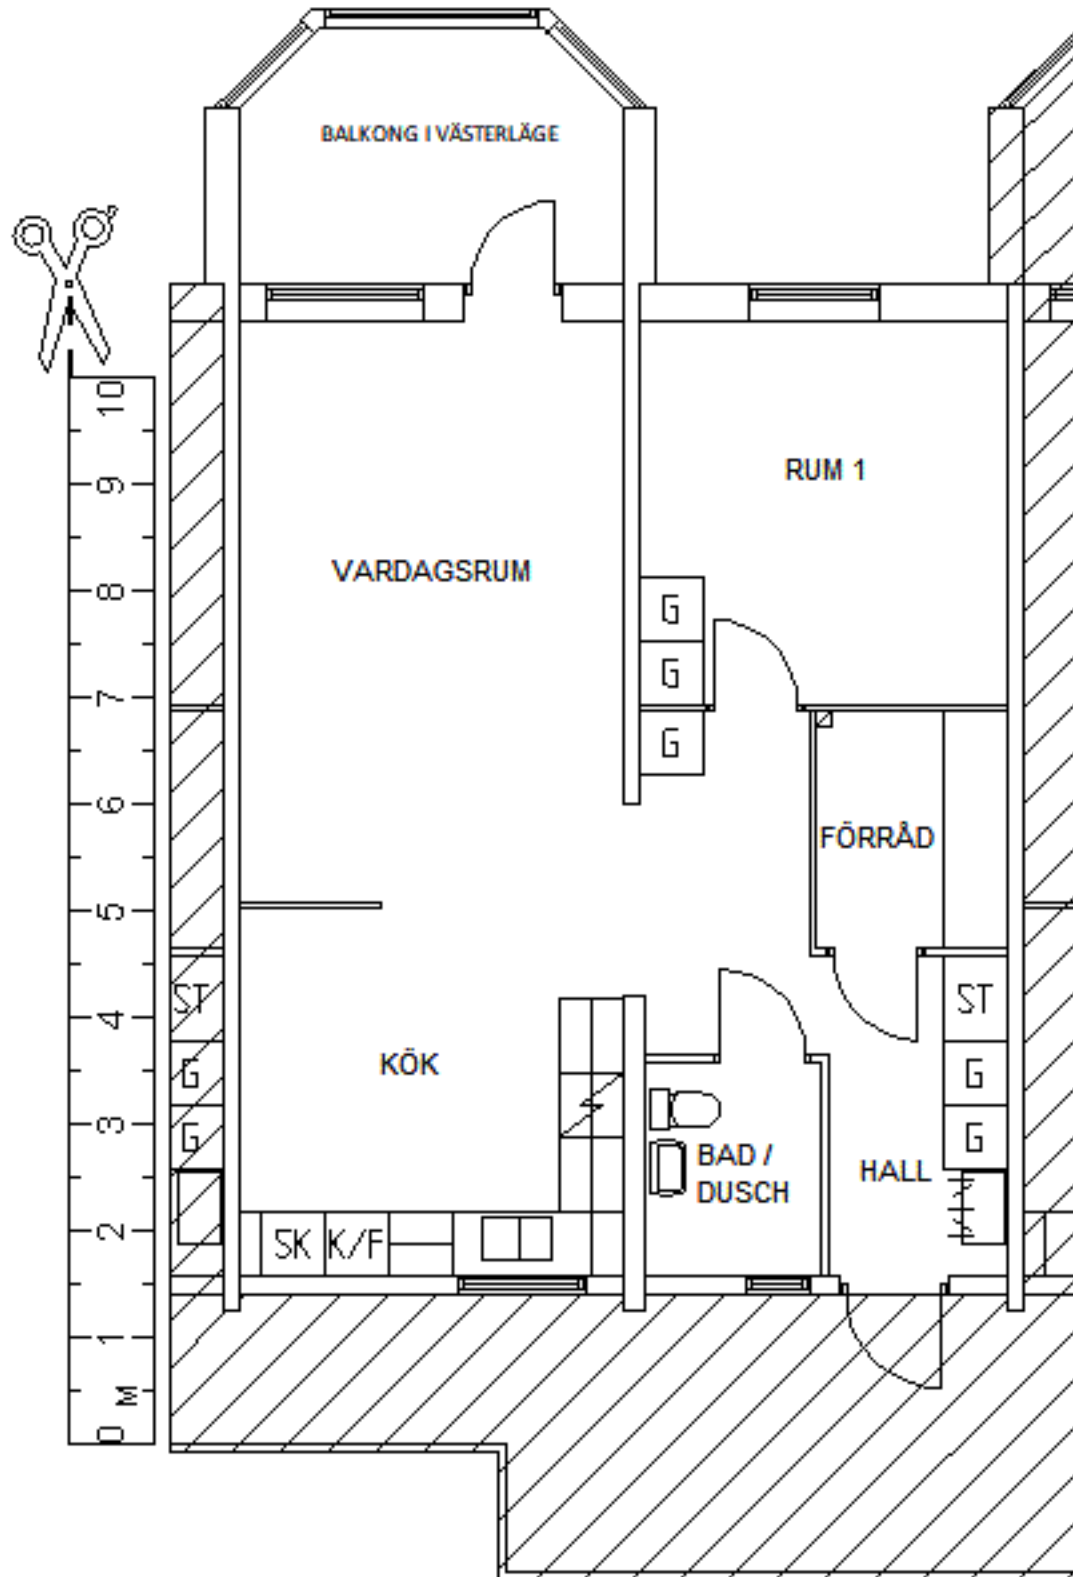 BALKONG I VÄSTERLÄGE
RUM 1
VARDAGSRUM
G
G
G
FÖRRÅD
ST
G
G
KÖK
ST
G
G
BAD /
DUSCH
HALL
SK
K/F
10
9
8
7
6
5
4
3
2
1
M
0